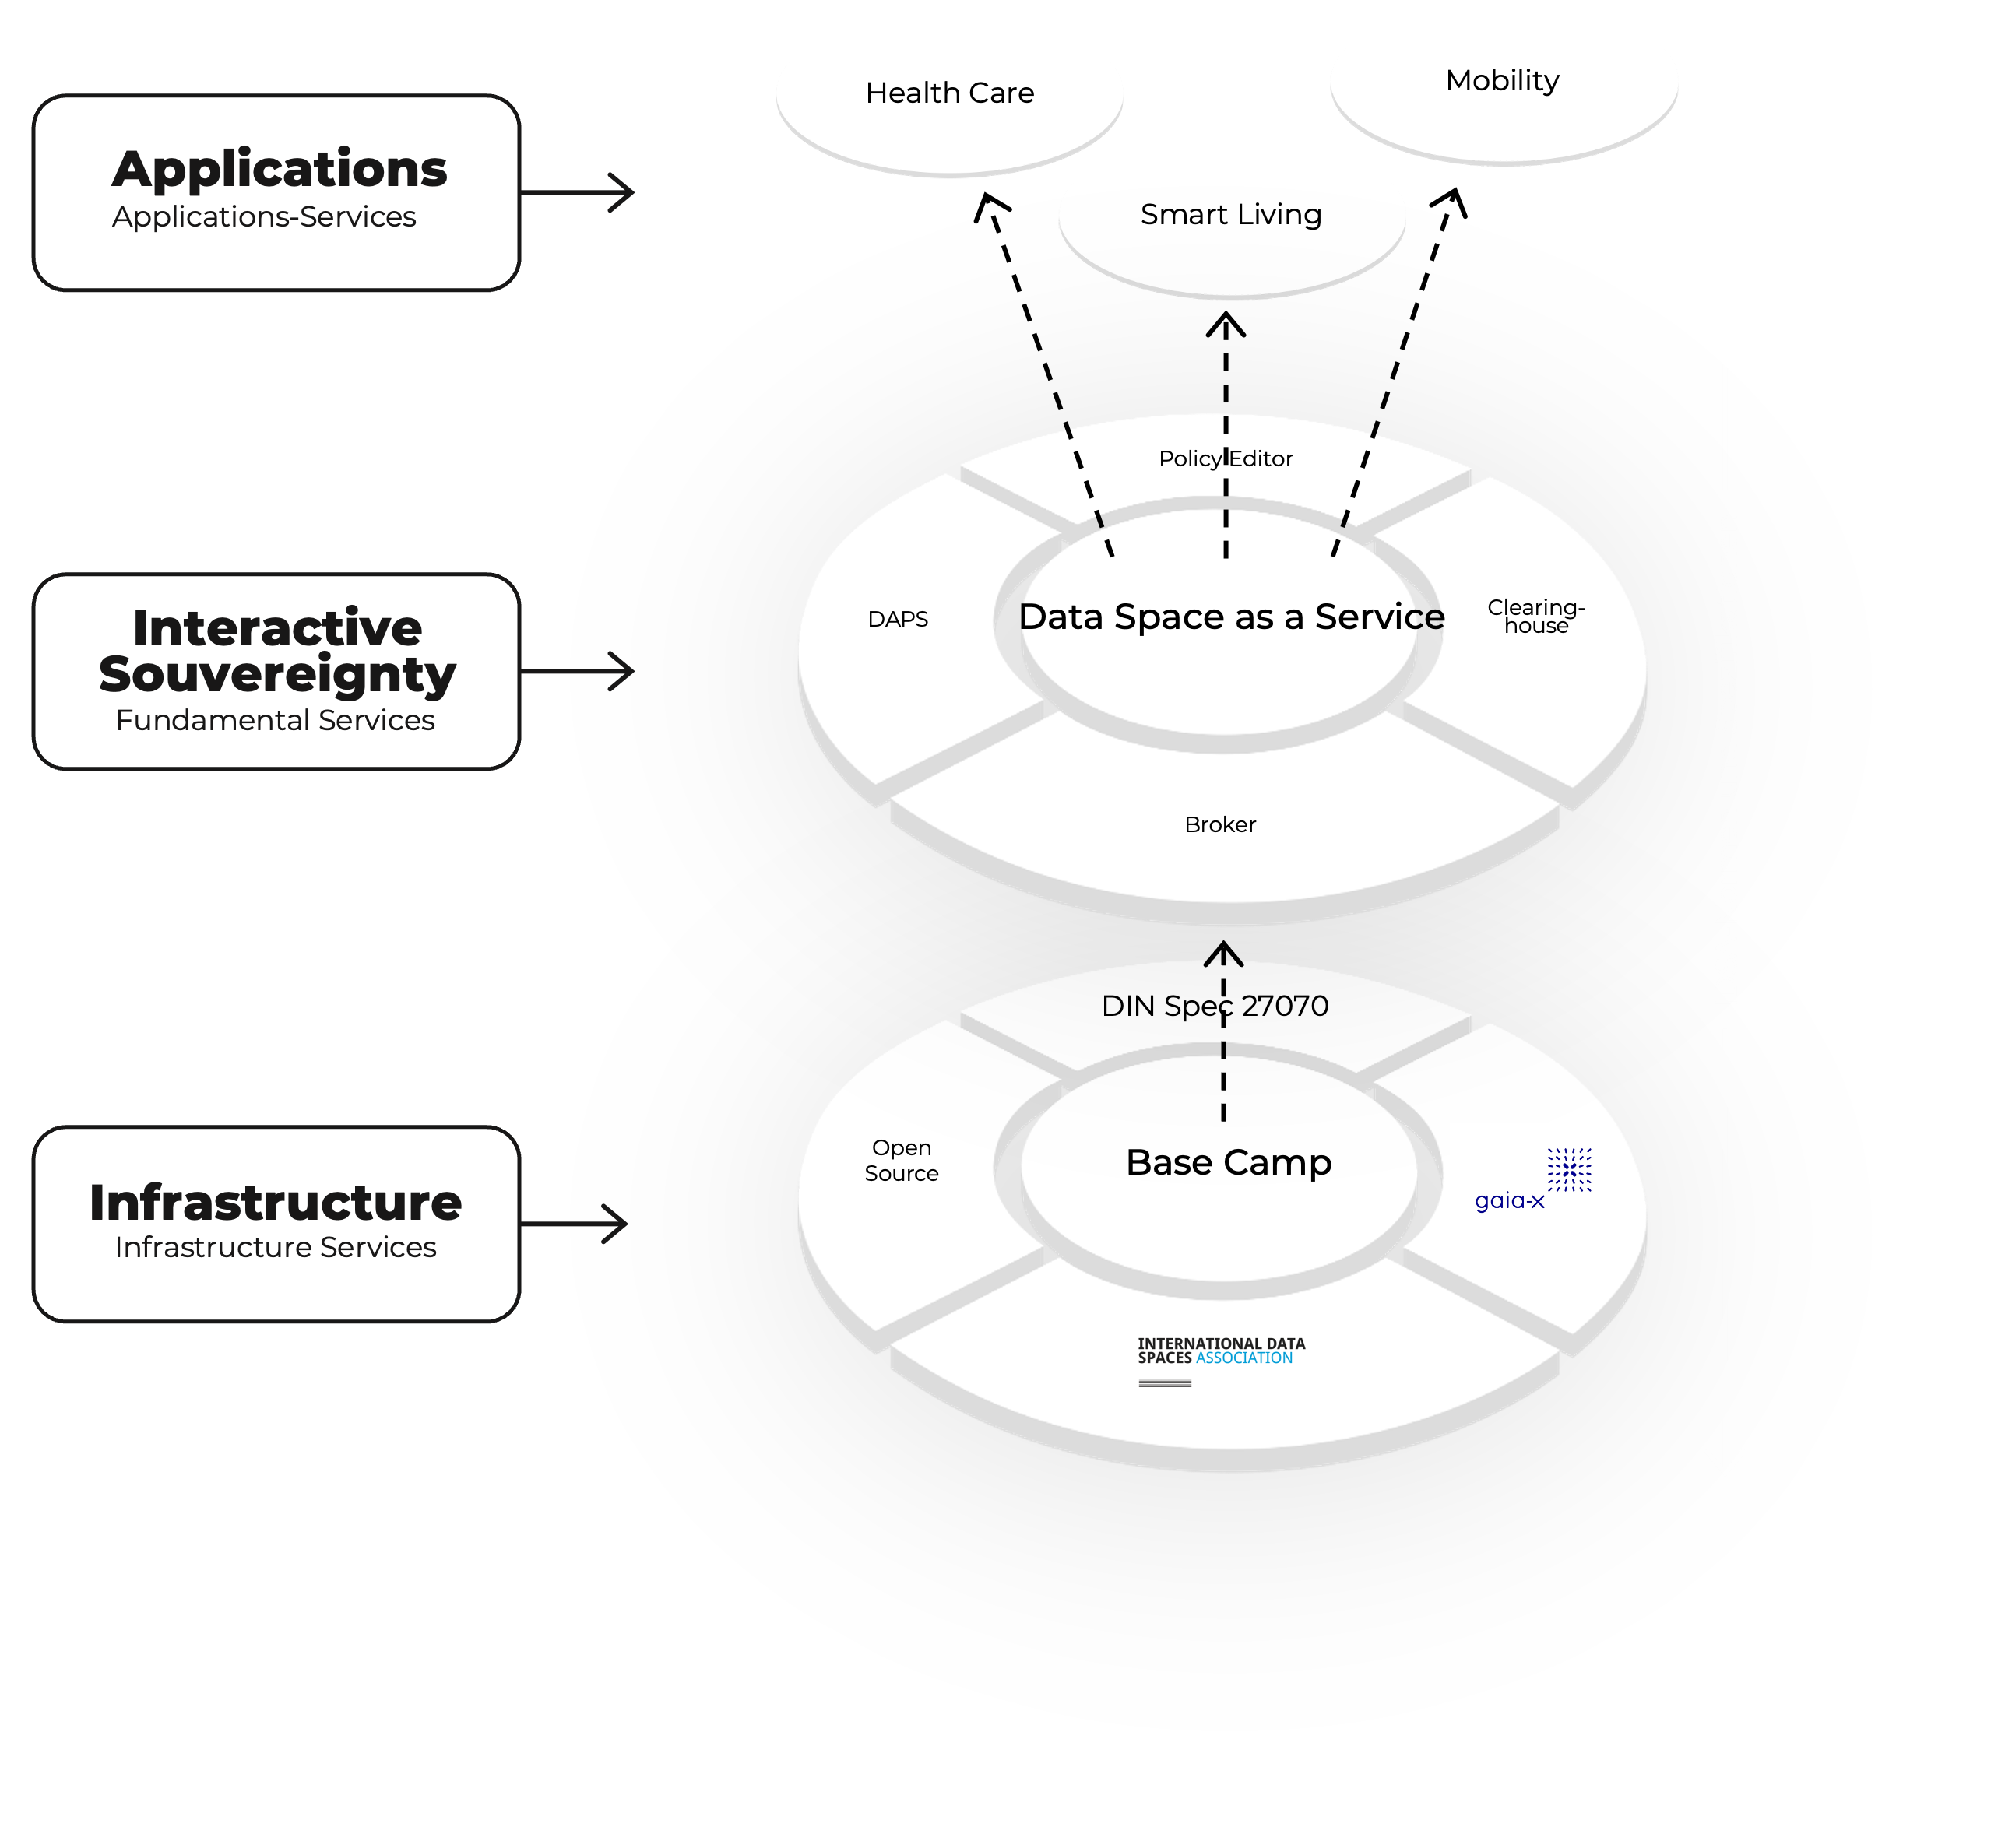 Health Care
Mobility
Applications
Applications-Services
Smart Living
Policy Editor
Interactive
Souvereignty
Fundamental Services
DAPS
Data Space as a Service
Clearing-
house
Broker
DIN Spec 27070
Infrastructure
Infrastructure Services
Open
Source
Base Camp
gaia-x
INTERNATIONAL DATA
SPACES ASSOCIATION